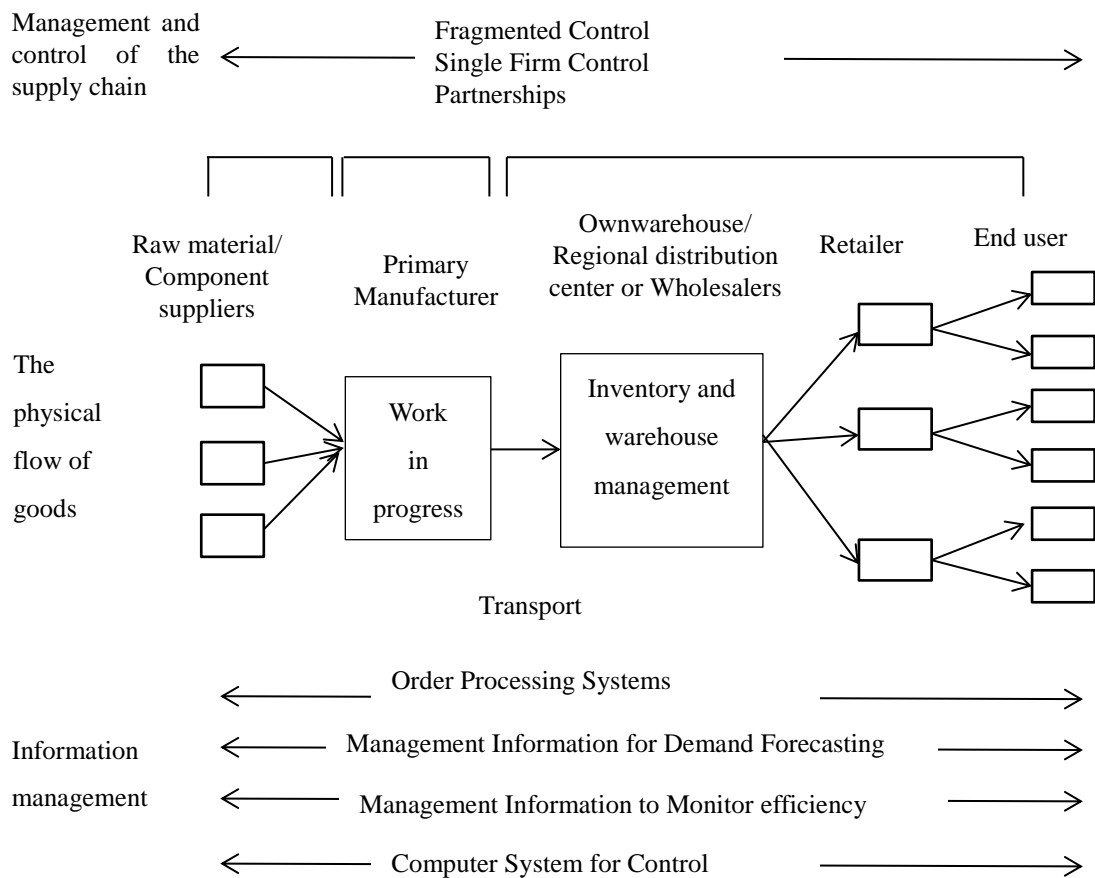 Management and
control of the
supply chain
Fragmented Control
Single Firm Control
Partnerships
Raw material/
Component
suppliers
Primary
Manufacturer
Ownwarehouse/
Regional distribution
center or Wholesalers
Retailer
End user
The
physical
flow of
goods
Work
in
progress
Inventory and
warehouse
management
Transport
Information
management
Order Processing Systems
Management Information for Demand Forecasting
Management Information to Monitor efficiency
Computer System for Control